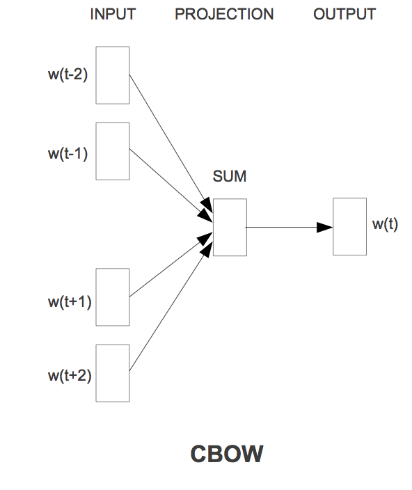 INPUT PROJECTION OUTPUT
w(t-2)
w(t-1)
SUM
w(t)
w(t+1)
w(t+2)
CBOW